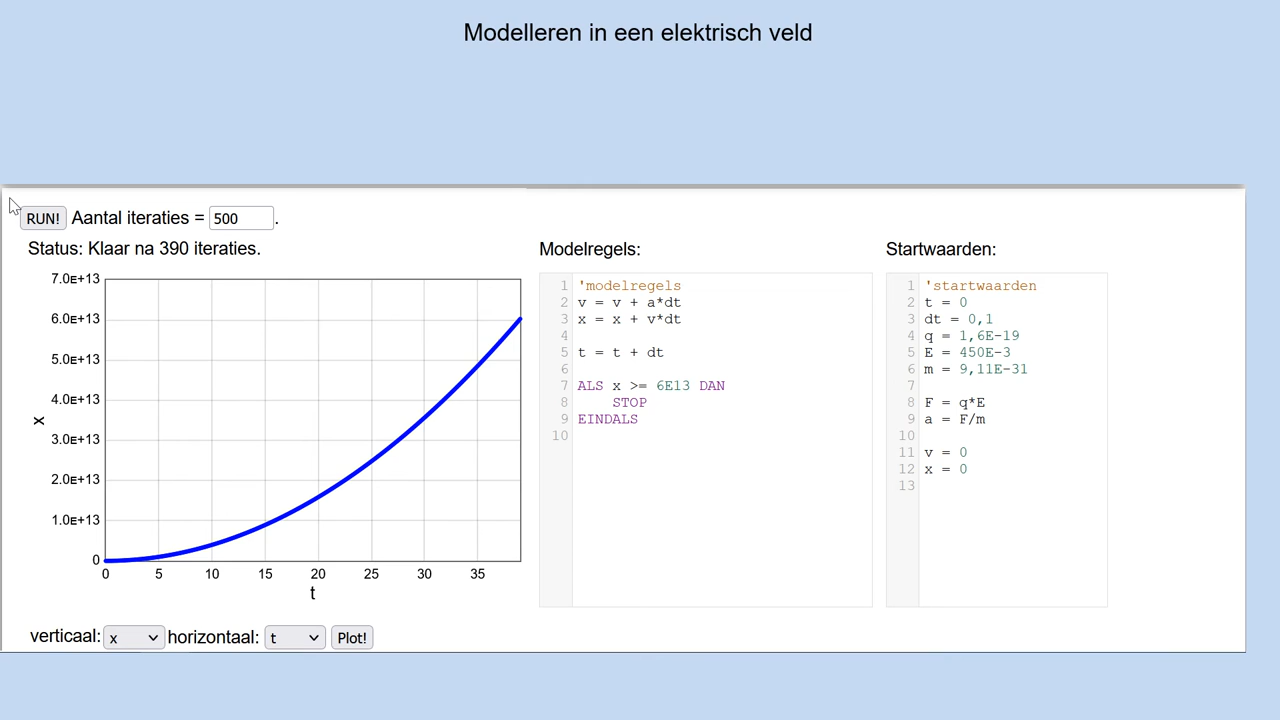 Modelleren in een elektrisch veld
RUN! Aantal iteraties = 500 .
Status: Klaar na 390 iteraties.
7.0e+13
6.0e+13
5.0e+13
4.0e+13
3.0e+13
2.0e+13
1.0e+13
0
x
0 5 10 15 20 25 30 35
t
verticaal: x horizontaal: t Plot!
Modelregels:
1 'modelregels
2 v = v + a*dt
3 x = x + v*dt
4
5 t = t + dt
6
7 ALS x >= 6E13 DAN
8 STOP
9 EINDALS
10
Startwaarden:
1 'startwaarden
2 t = 0
3 dt = 0,1
4 q = 1,6E-19
5 E = 450E-3
6 m = 9,11E-31
7
8 F = q*E
9 a = F/m
10
11 v = 0
12 x = 0
13